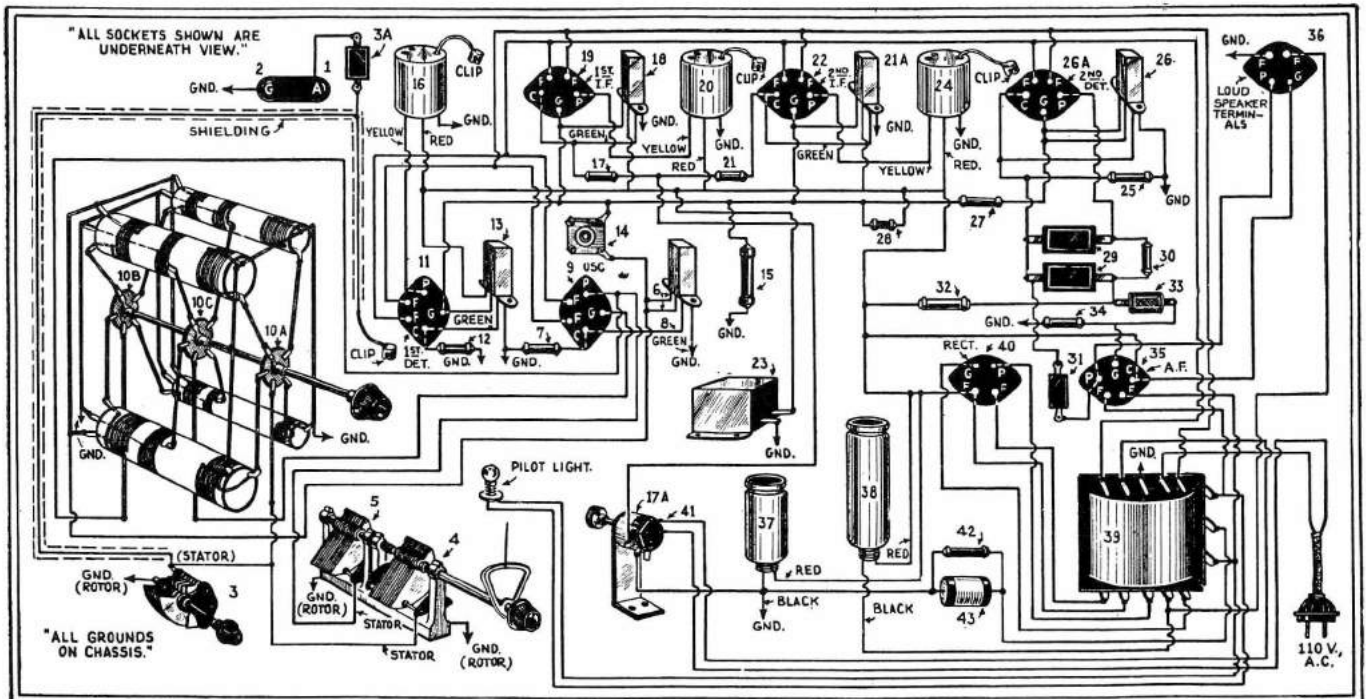 "ALL SOCKETS SHOWN ARE
UNDERNEATH VIEW."
2
1
3A
GND.
G
A
SHIELDING
16
CLIP
GND.
YELLOW
RED
19
1ST
I.F.
18
F
F
C
G
P
GND.
GREEN
20
CLIP
GND.
YELLOW
RED
22
2ND
I.F.
21A
F
F
C
G
P
GND.
GREEN
24
CLIP
GND.
YELLOW
RED.
26A
2ND
DET.
26
F
F
C
G
P
GND.
36
F
P
F
G
LOUD
SPEAKER
TERMIN-
ALS
17
21
25
GND
27
28
14
13
11
P
F
F
G
C
1ST
DET.
GREEN
12
GND.
CLIP
9
OSC
P
F
F
G
C
7
GND.
6
8
GREEN
GND.
15
GND.
29
29
30
32
33
34
GND.
RECT.
40
G
P
F
F
31
35
A.F.
P
G
C
F
F
10B
10C
10A
GND.
GND.
23
GND.
PILOT LIGHT.
17A
41
37
38
RED
RED
BLACK
BLACK
GND.
42
43
39
GND.
110 V.,
A.C.
(STATOR)
GND.
(ROTOR)
3
"ALL GROUNDS
ON CHASSIS."
5
4
GND.
(ROTOR)
STATOR
STATOR
GND.
(ROTOR)